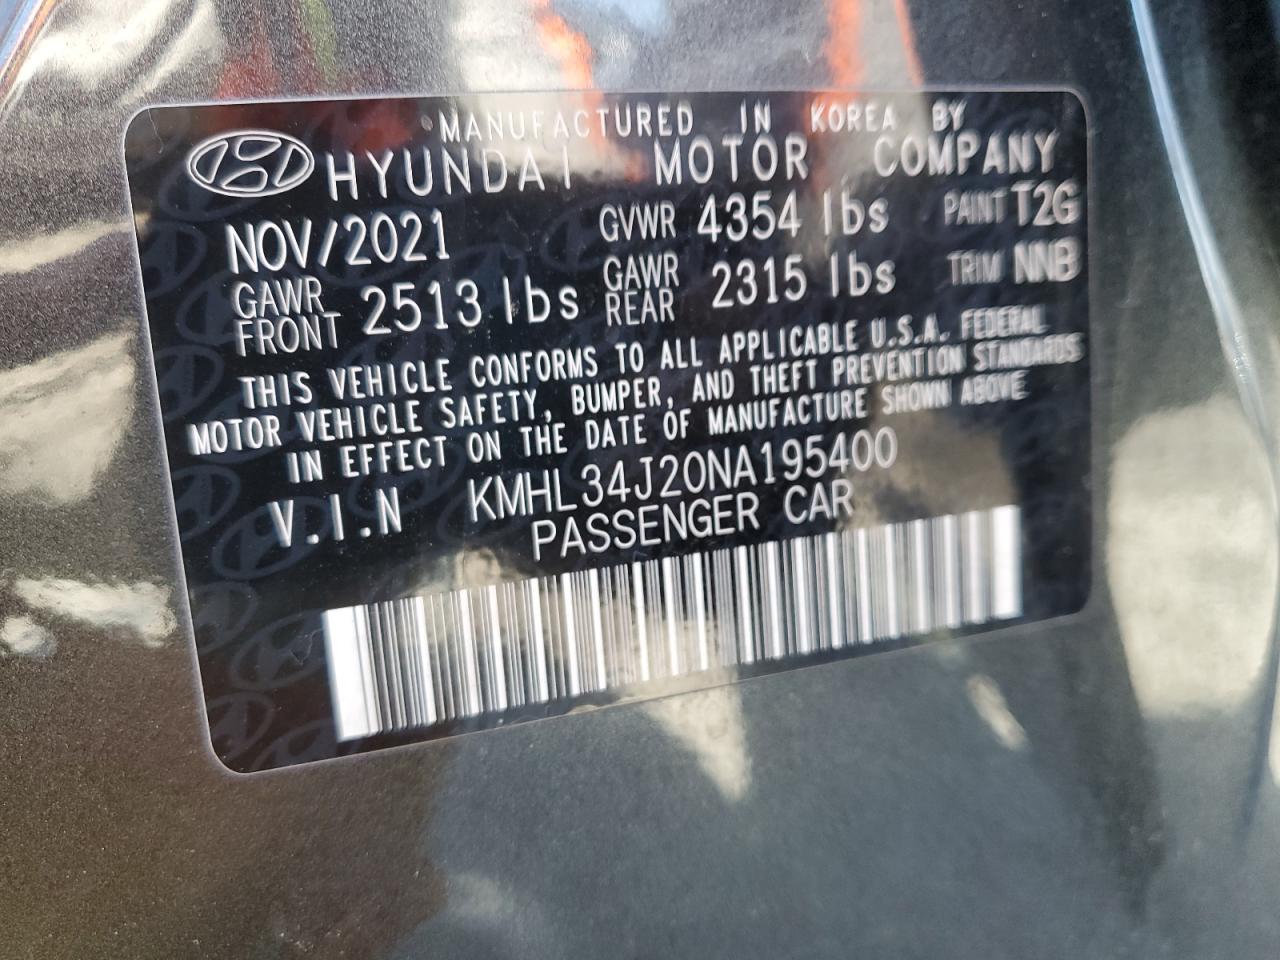 MANUFACTURED IN KOREA BY
HYUNDAI MOTOR COMPANY
NOV/2021 GVWR 4354 lbs PAINT T2G
GAWR FRONT 2513 lbs GAWR REAR 2315 lbs TRIM NNB
THIS VEHICLE CONFORMS TO ALL APPLICABLE U.S.A. FEDERAL
MOTOR VEHICLE SAFETY, BUMPER, AND THEFT PREVENTION STANDARDS
IN EFFECT ON THE DATE OF MANUFACTURE SHOWN ABOVE
V.I.N KMHL34J20NA195400
PASSENGER CAR